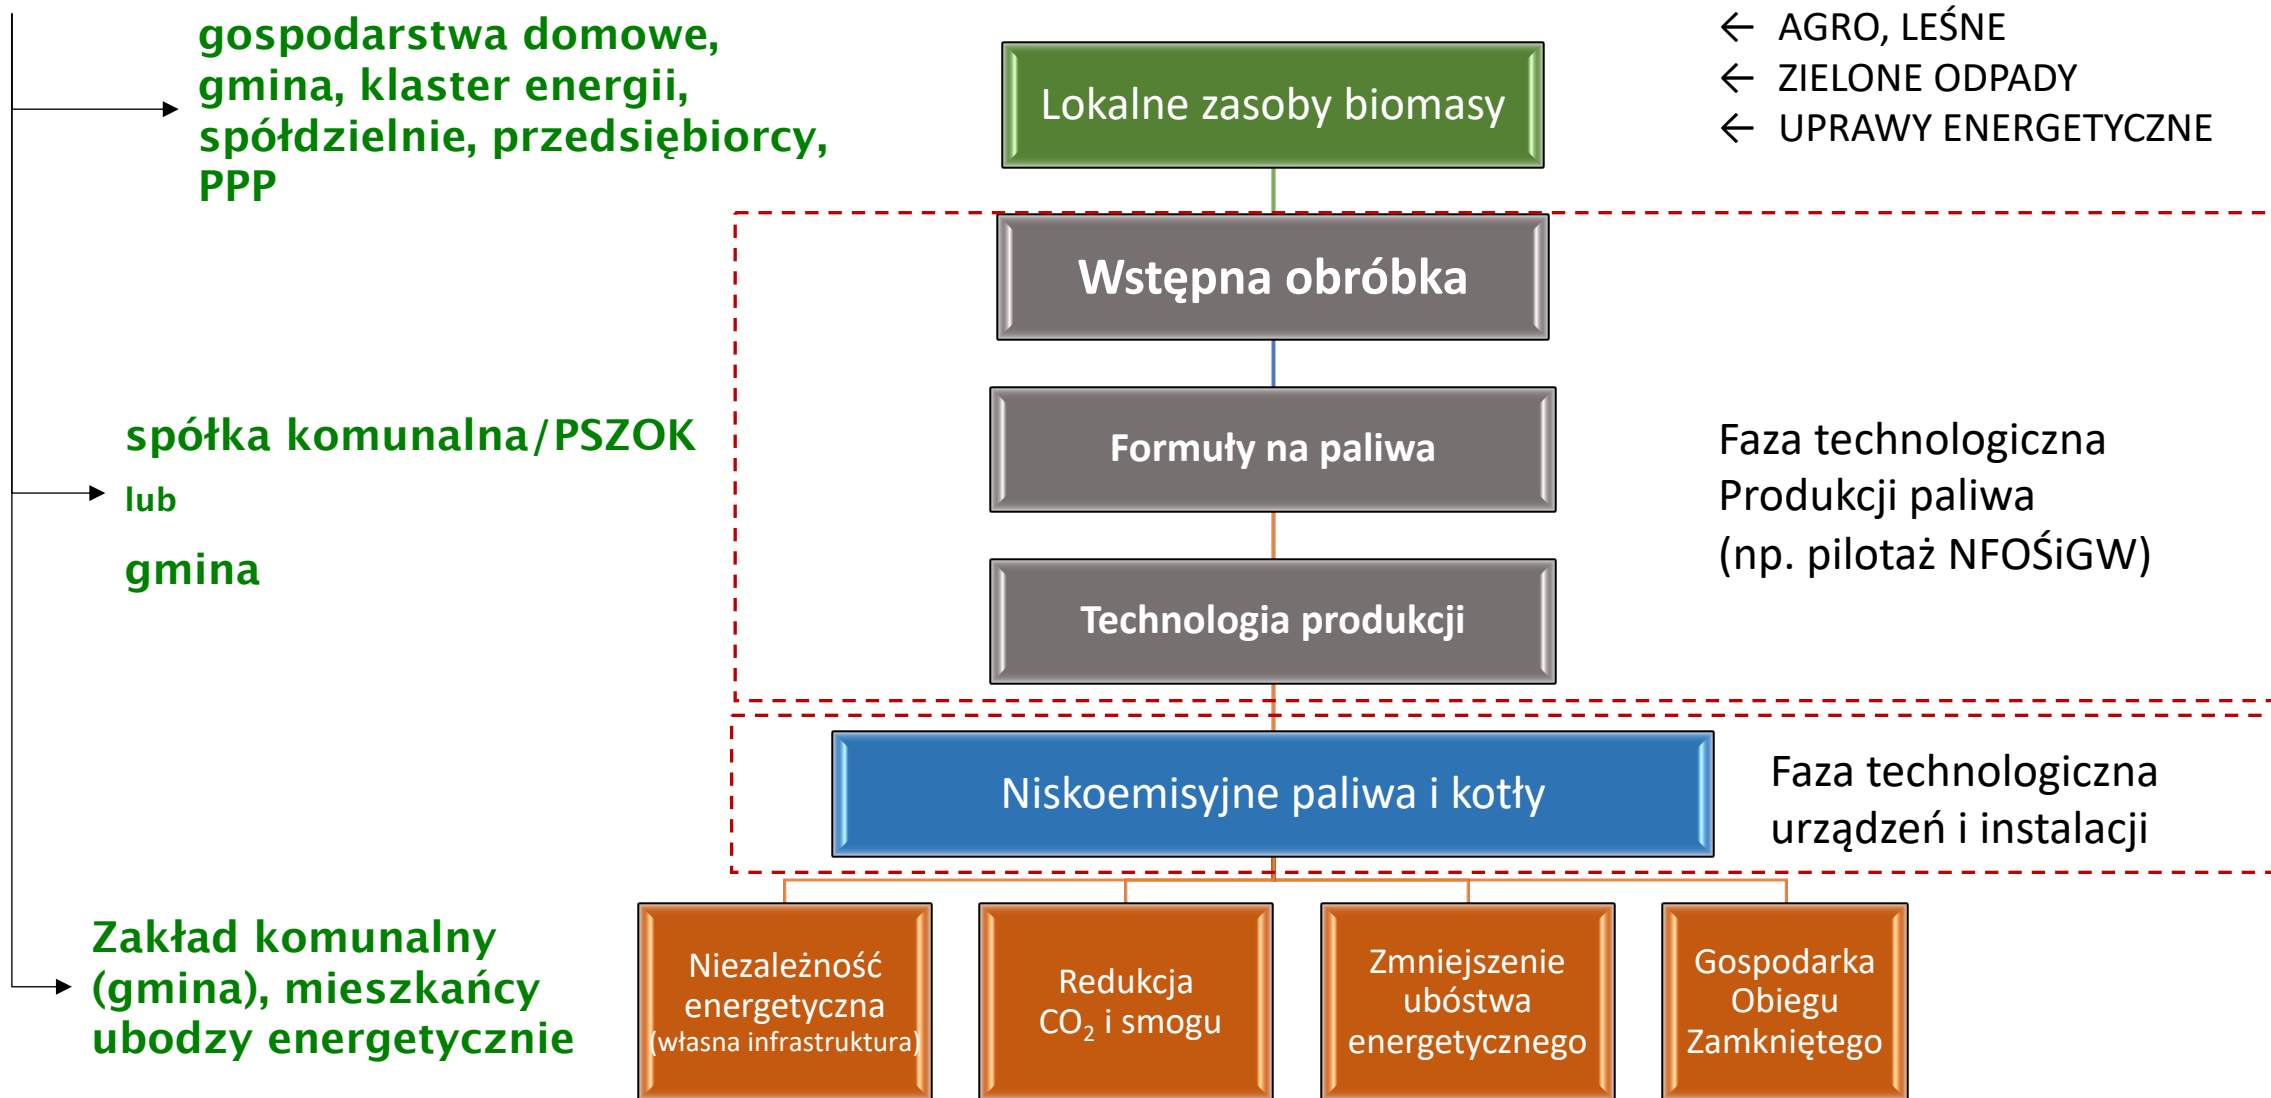 gospodarstwa domowe,
gmina, klaster energii,
spółdzielnie, przedsiębiorcy,
PPP
Lokalne zasoby biomasy
← AGRO, LEŚNE
← ZIELONE ODPADY
← UPRAWY ENERGETYCZNE
Wstępna obróbka
spółka komunalna/PSZOK
lub
gmina
Formuły na paliwa
Technologia produkcji
Faza technologiczna
Produkcji paliwa
(np. pilotaż NFOŚiGW)
Niskoemisyjne paliwa i kotły
Faza technologiczna
urządzeń i instalacji
Zakład komunalny
(gmina), mieszkańcy
ubodzy energetycznie
Niezależność
energetyczna
(własna infrastruktura)
Redukcja
CO₂ i smogu
Zmniejszenie
ubóstwa
energetycznego
Gospodarka
Obiegu
Zamkniętego